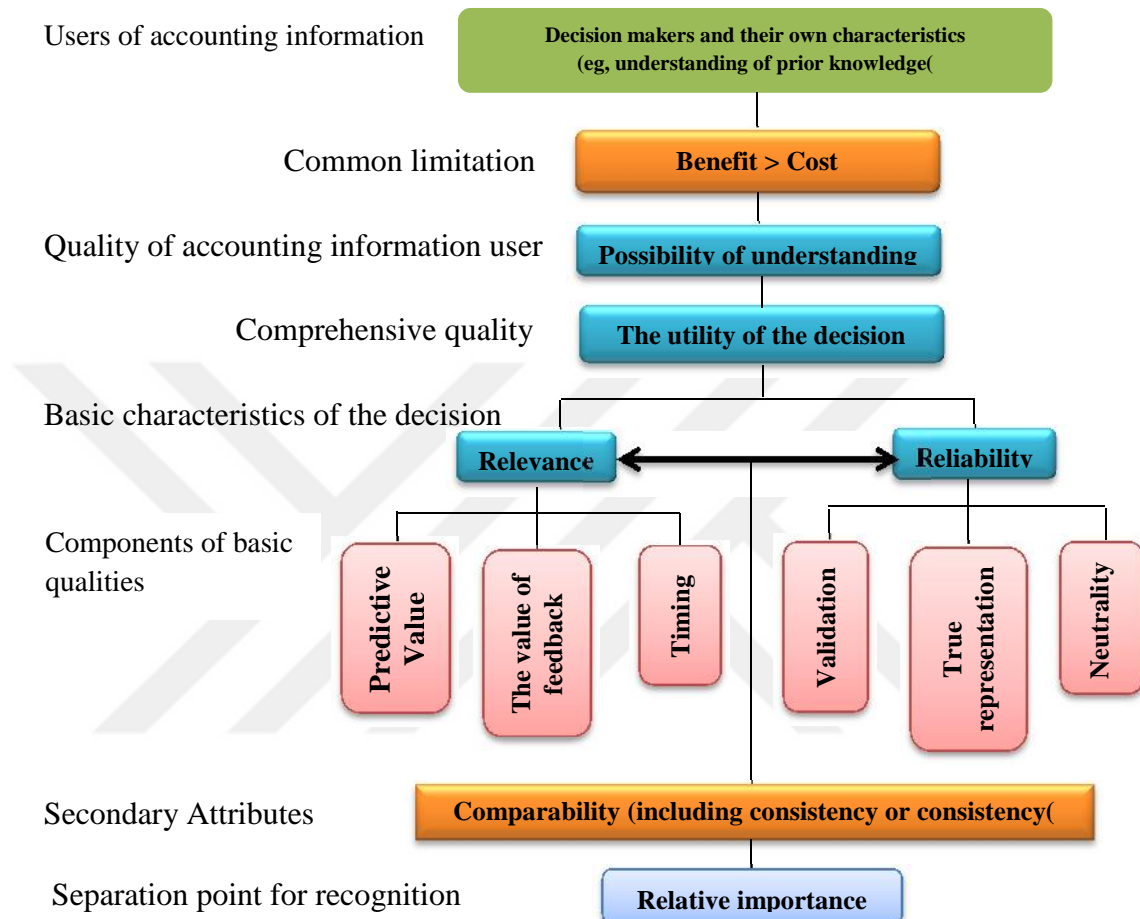 Users of accounting information
Decision makers and their own characteristics
(eg, understanding of prior knowledge(
Common limitation
Benefit > Cost
Quality of accounting information user
Possibility of understanding
Comprehensive quality
The utility of the decision
Basic characteristics of the decision
Relevance
Reliability
Components of basic
qualities
Predictive
Value
The value of
feedback
Timing
Validation
True
representation
Neutrality
Secondary Attributes
Comparability (including consistency or consistency(
Separation point for recognition
Relative importance